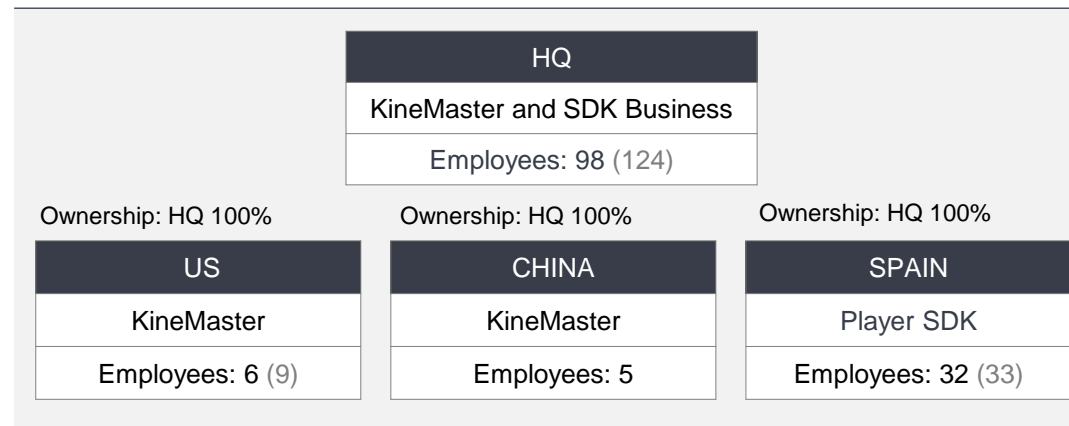 HQ
KineMaster and SDK Business
Employees: 98 (124)
Ownership: HQ 100%
Ownership: HQ 100%
Ownership: HQ 100%
US
CHINA
SPAIN
KineMaster
KineMaster
Player SDK
Employees: 6 (9)
Employees: 5
Employees: 32 (33)